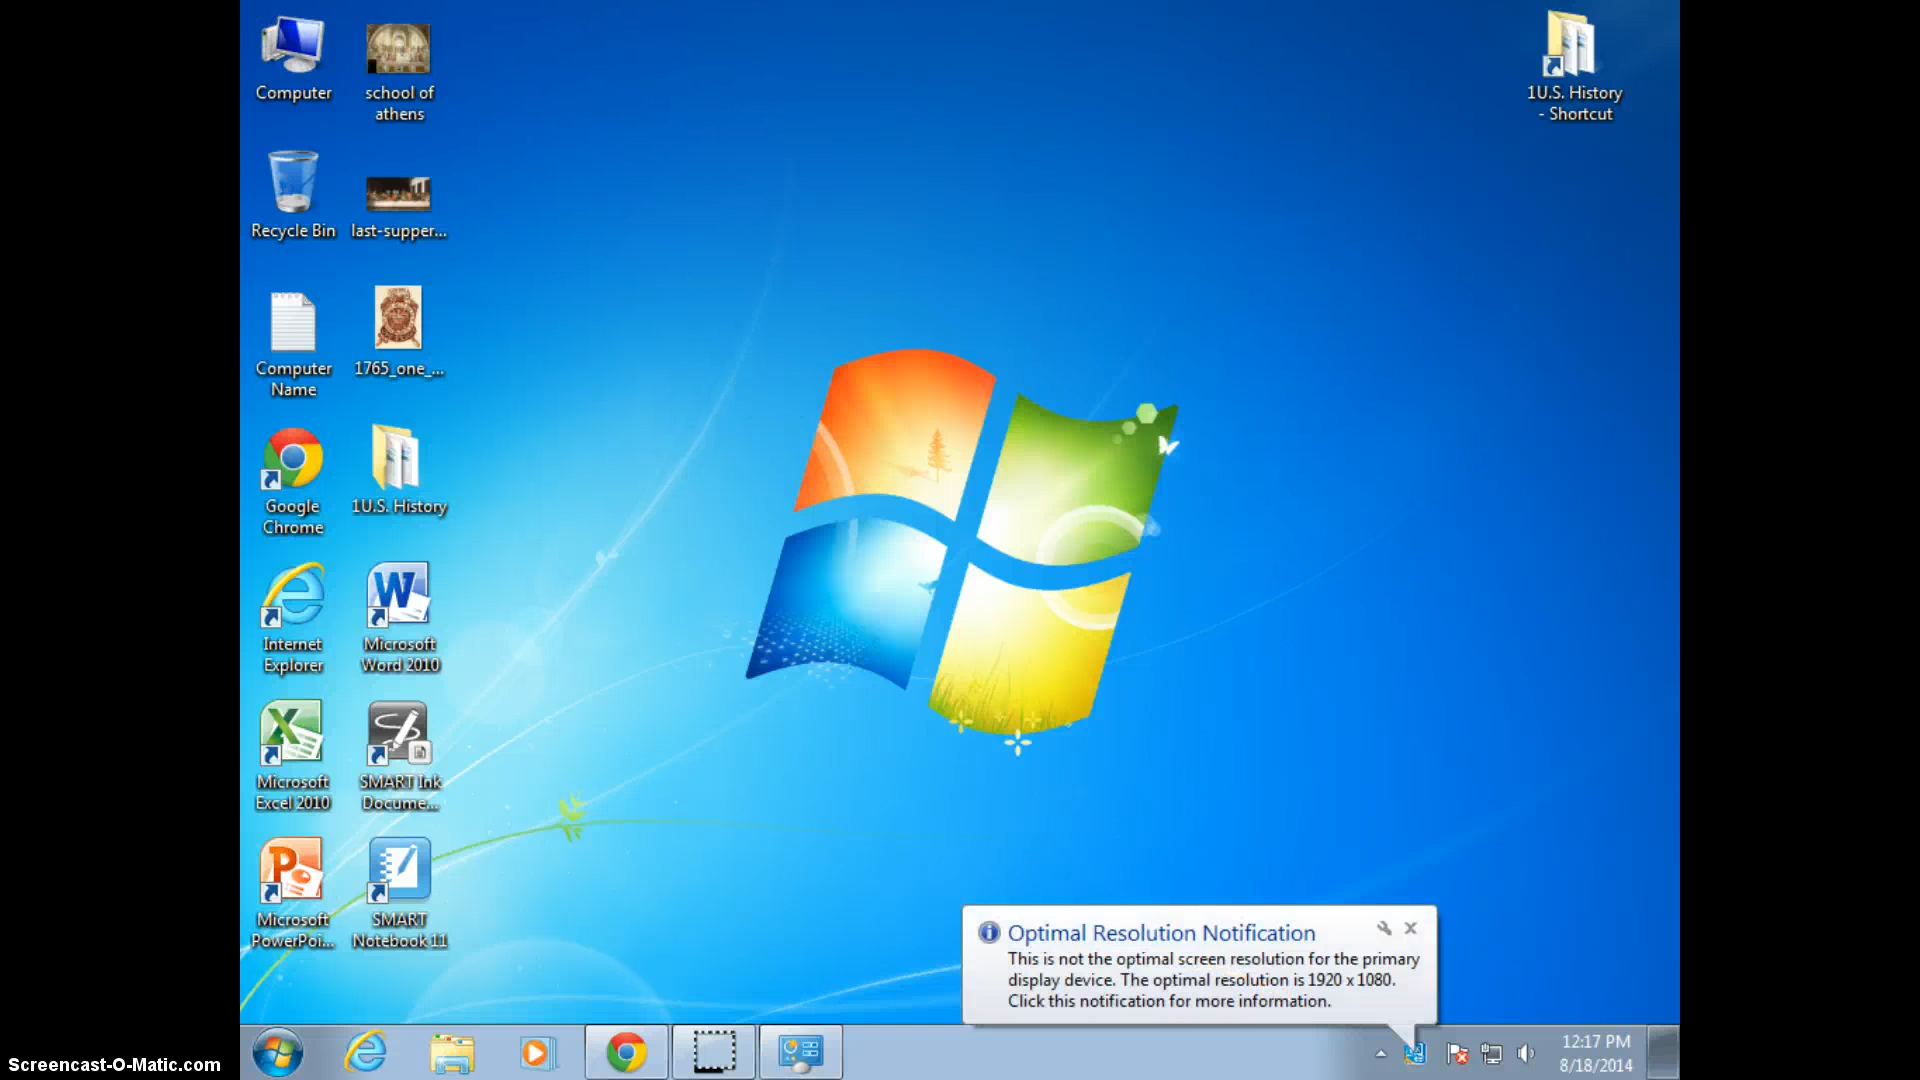 Computer
school of
athens
1U.S. History
- Shortcut
Recycle Bin
last-supper...
Computer
Name
1765_one_...
Google
Chrome
1U.S. History
Internet
Explorer
Microsoft
Word 2010
Microsoft
Excel 2010
SMART Ink
Docume...
Microsoft
PowerPoi...
SMART
Notebook 11
Optimal Resolution Notification
This is not the optimal screen resolution for the primary
display device. The optimal resolution is 1920 x 1080.
Click this notification for more information.
12:17 PM
8/18/2014
Screencast-O-Matic.com